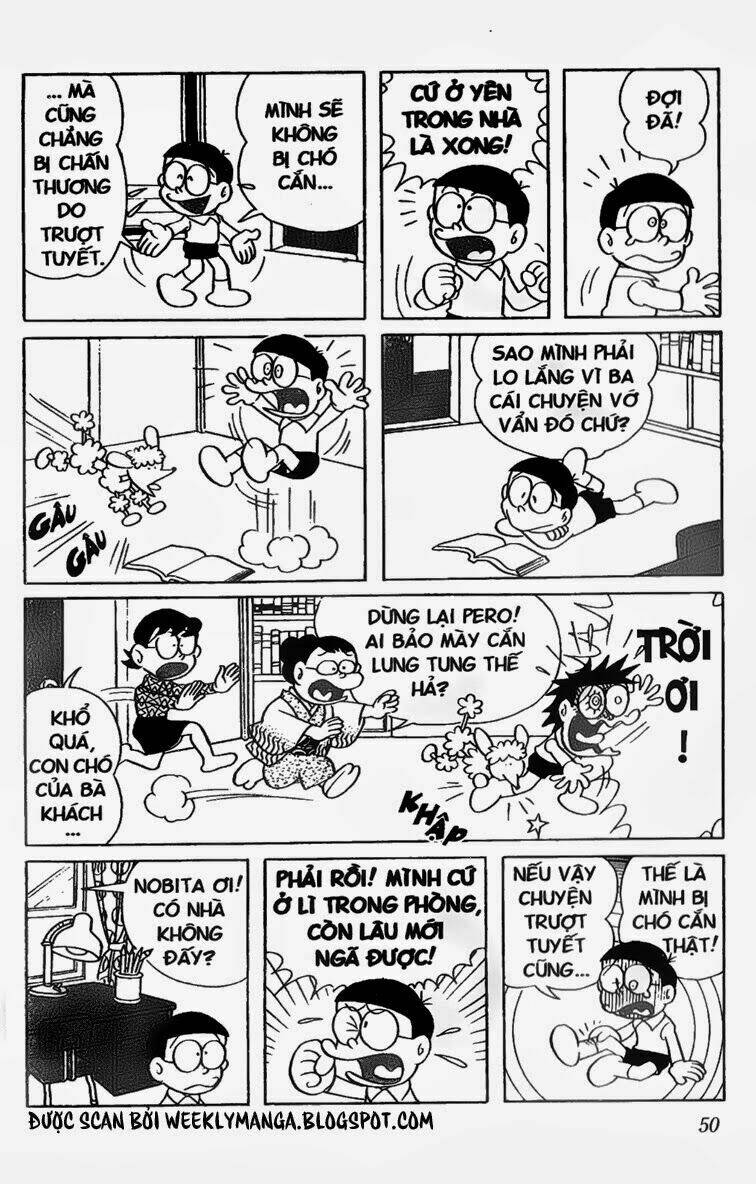 ĐỢI
ĐÃ!
CỨ Ở YÊN
TRONG NHÀ
LÀ XONG!
MÌNH SẼ
KHÔNG
BỊ CHÓ
CẮN...
... MÀ
CŨNG
CHẲNG
BỊ CHẤN
THƯƠNG
DO
TRƯỢT
TUYẾT.
SAO MÌNH PHẢI
LO LẮNG VÌ BA
CÁI CHUYỆN VỚ
VẨN ĐÓ CHỨ?
GÂU
GÂU
TRỜI
ƠI
!
DỪNG LẠI PERO!
AI BẢO MÀY CẮN
LUNG TUNG THẾ
HẢ?
KHẬP
KHỔ
QUÁ,
CON CHÓ
CỦA BÀ
KHÁCH
...
THẾ LÀ
MÌNH BỊ
CHÓ CẮN
THẬT!
NẾU VẬY
CHUYỆN
TRƯỢT
TUYẾT
CŨNG...
PHẢI RỒI! MÌNH CỨ
Ở LÌ TRONG PHÒNG,
CÒN LÂU MỚI
NGÃ ĐƯỢC!
NOBITA ƠI!
CÓ NHÀ
KHÔNG
ĐẤY?
ĐƯỢC SCAN BỞI WEEKLYMANGA.BLOGSPOT.COM
50